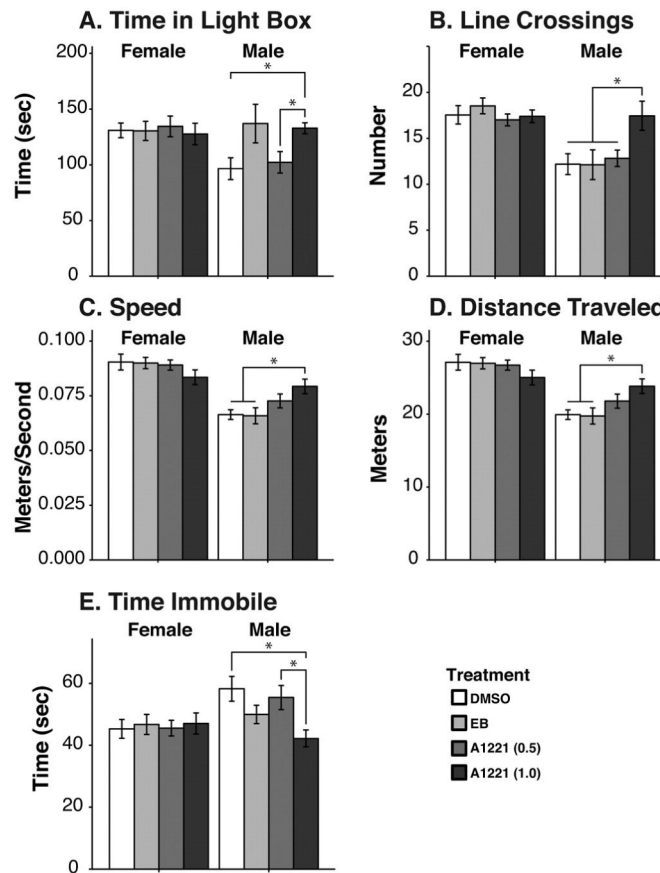 A. Time in Light Box
Female
Male
Time (sec)
200
150
100
50
0
*
*
B. Line Crossings
Female
Male
Number
20
15
10
5
0
*
C. Speed
Female
Male
Meters/Second
0.100
0.075
0.050
0.025
0.000
*
D. Distance Traveled
Female
Male
Meters
30
20
10
0
*
E. Time Immobile
Female
Male
Time (sec)
60
40
20
0
*
*
Treatment
DMSO
EB
A1221 (0.5)
A1221 (1.0)